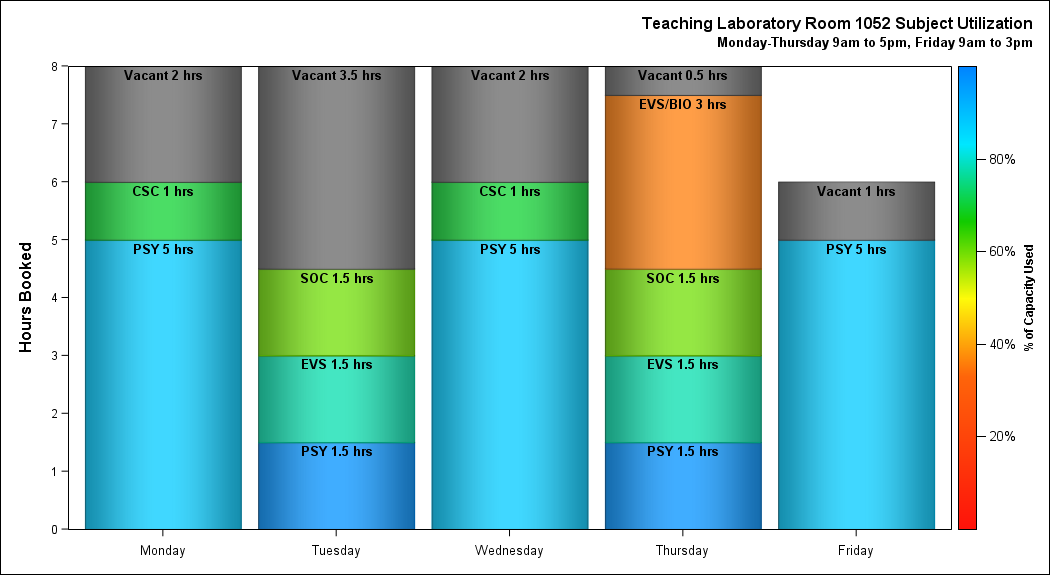 Teaching Laboratory Room 1052 Subject Utilization
Monday-Thursday 9am to 5pm, Friday 9am to 3pm
Hours Booked
8
7
6
5
4
3
2
1
0
Vacant 2 hrs
CSC 1 hrs
PSY 5 hrs
Vacant 3.5 hrs
SOC 1.5 hrs
EVS 1.5 hrs
PSY 1.5 hrs
Vacant 2 hrs
CSC 1 hrs
PSY 5 hrs
Vacant 0.5 hrs
EVS/BIO 3 hrs
SOC 1.5 hrs
EVS 1.5 hrs
PSY 1.5 hrs
Vacant 1 hrs
PSY 5 hrs
Monday
Tuesday
Wednesday
Thursday
Friday
80%
60%
40%
20%
% of Capacity Used